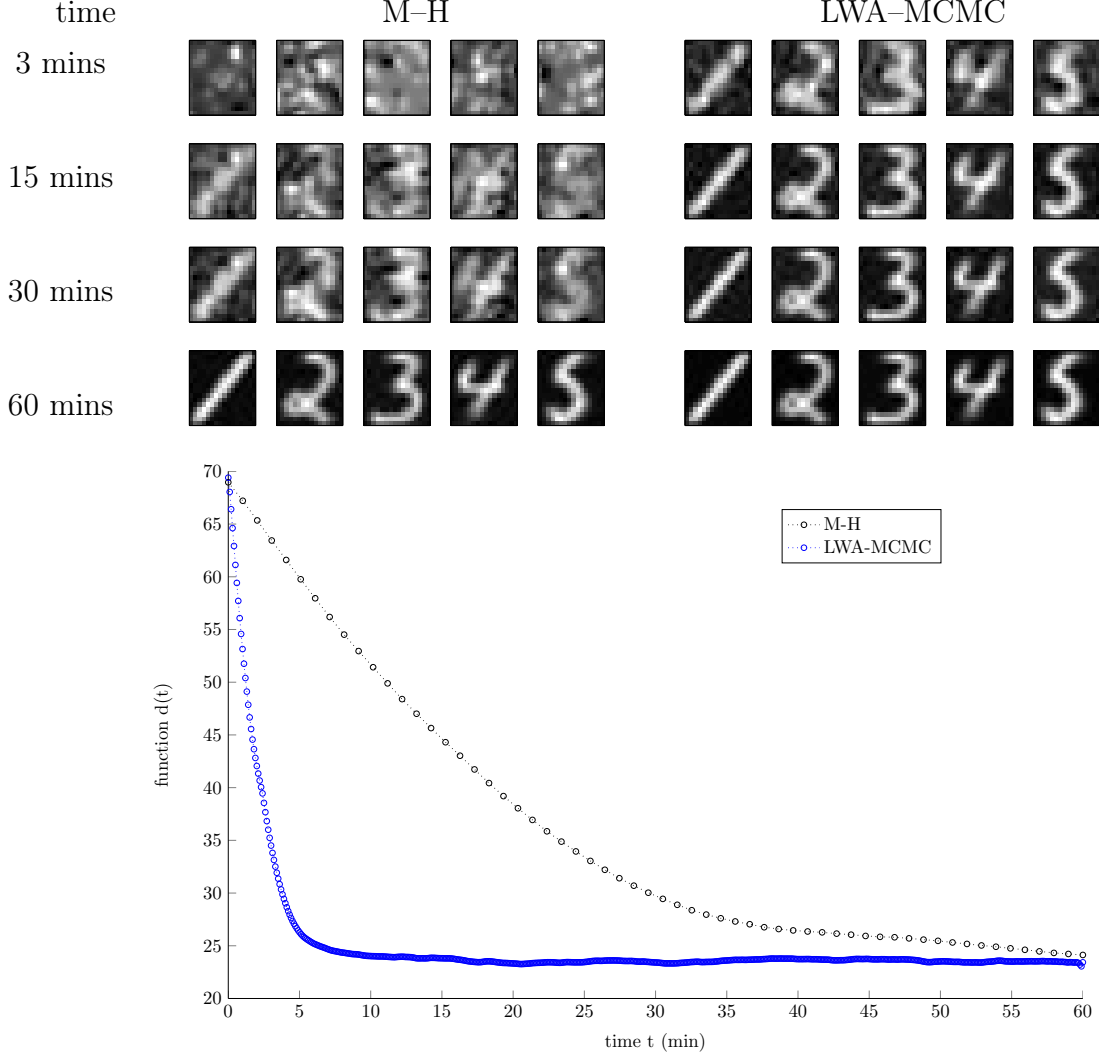 time M–H LWA–MCMC
3 mins
15 mins
30 mins
60 mins
70
65
60
55
50
45
40
35
30
25
20
function d(t)
M-H
LWA-MCMC
0 5 10 15 20 25 30 35 40 45 50 55 60
time t (min)